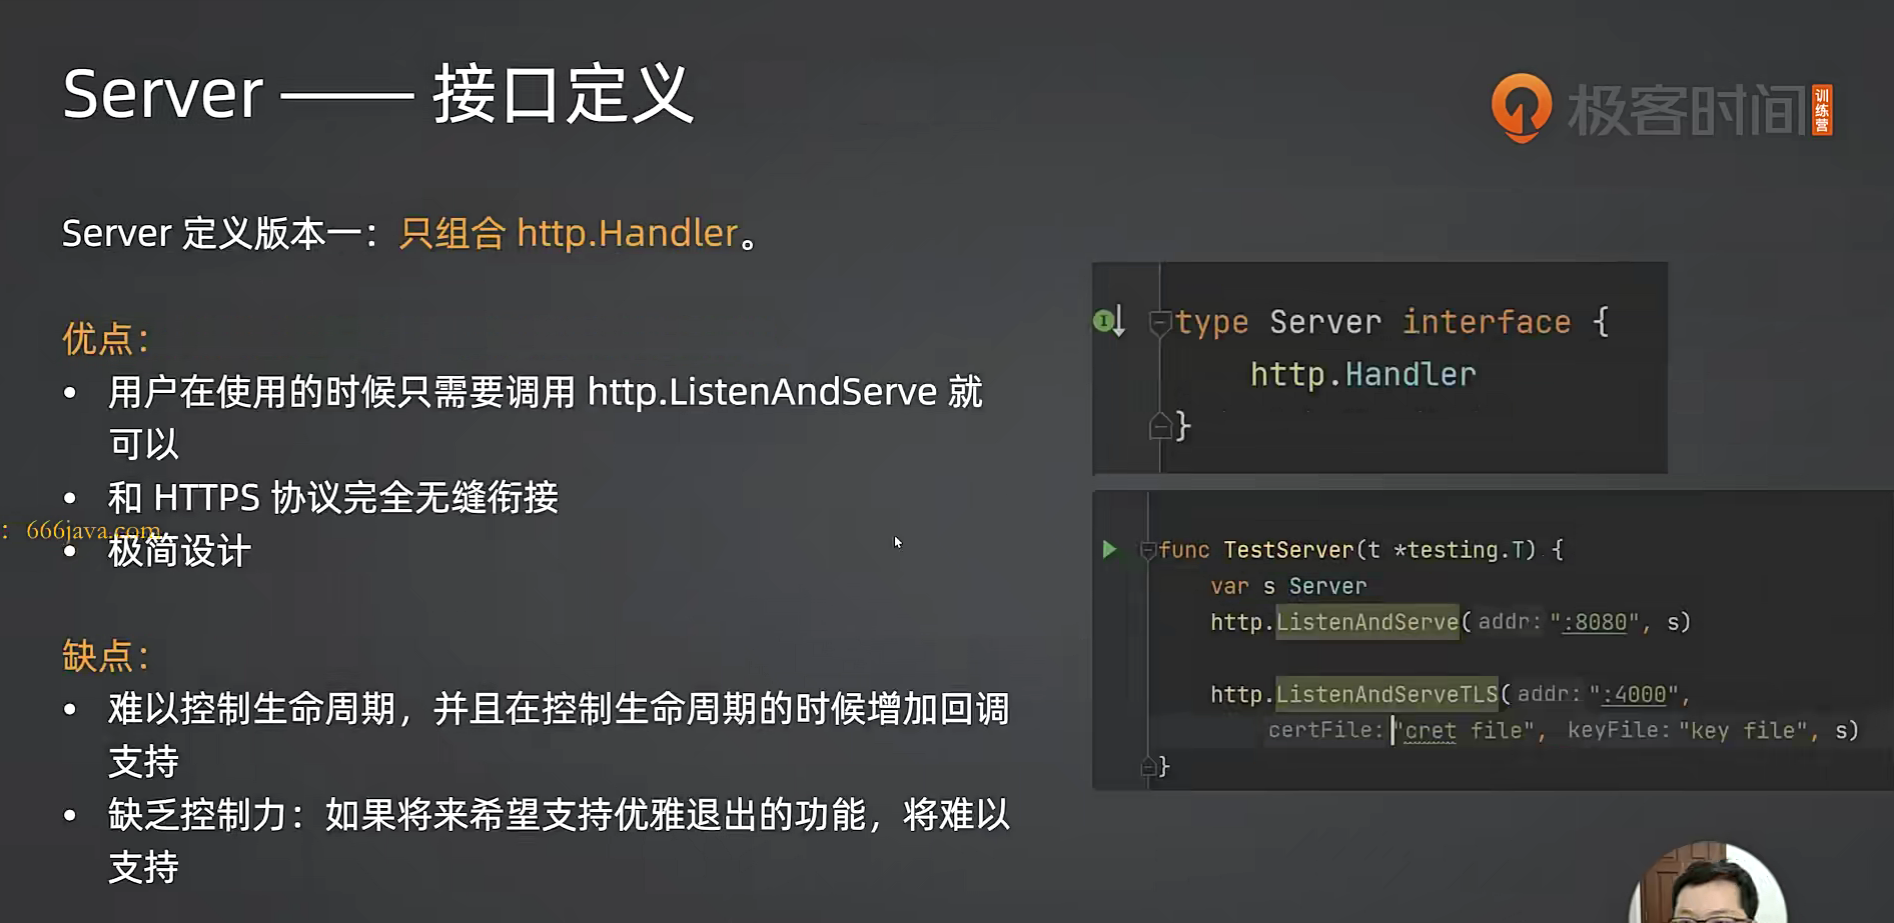 Server —— 接口定义
极客时间
训练营
Server 定义版本一：只组合 http.Handler。
优点：
• 用户在使用的时候只需要调用 http.ListenAndServe 就
可以
• 和 HTTPS 协议完全无缝衔接
：666java.com
• 极简设计
缺点：
• 难以控制生命周期，并且在控制生命周期的时候增加回调
支持
• 缺乏控制力：如果将来希望支持优雅退出的功能，将难以
支持
type Server interface {
http.Handler
}
func TestServer(t *testing.T) {
var s Server
http.ListenAndServe( addr: ":8080", s)
http.ListenAndServeTLS( addr: ":4000",
certFile: "cret file", keyFile: "key file", s)
}